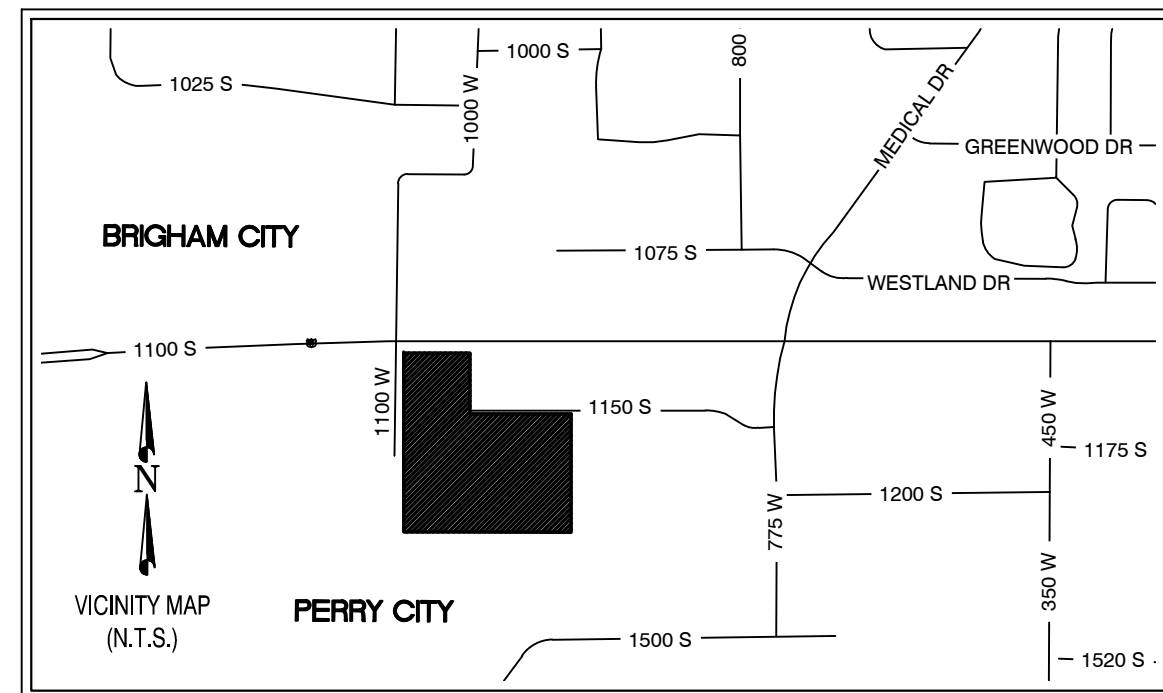 1000 S
800
MEDICAL DR
1025 S
1000 W
GREENWOOD DR
BRIGHAM CITY
1075 S
WESTLAND DR
1100 S
1100 W
1150 S
450 W
1175 S
N
1200 S
775 W
350 W
VICINITY MAP
(N.T.S.)
PERRY CITY
1500 S
1520 S